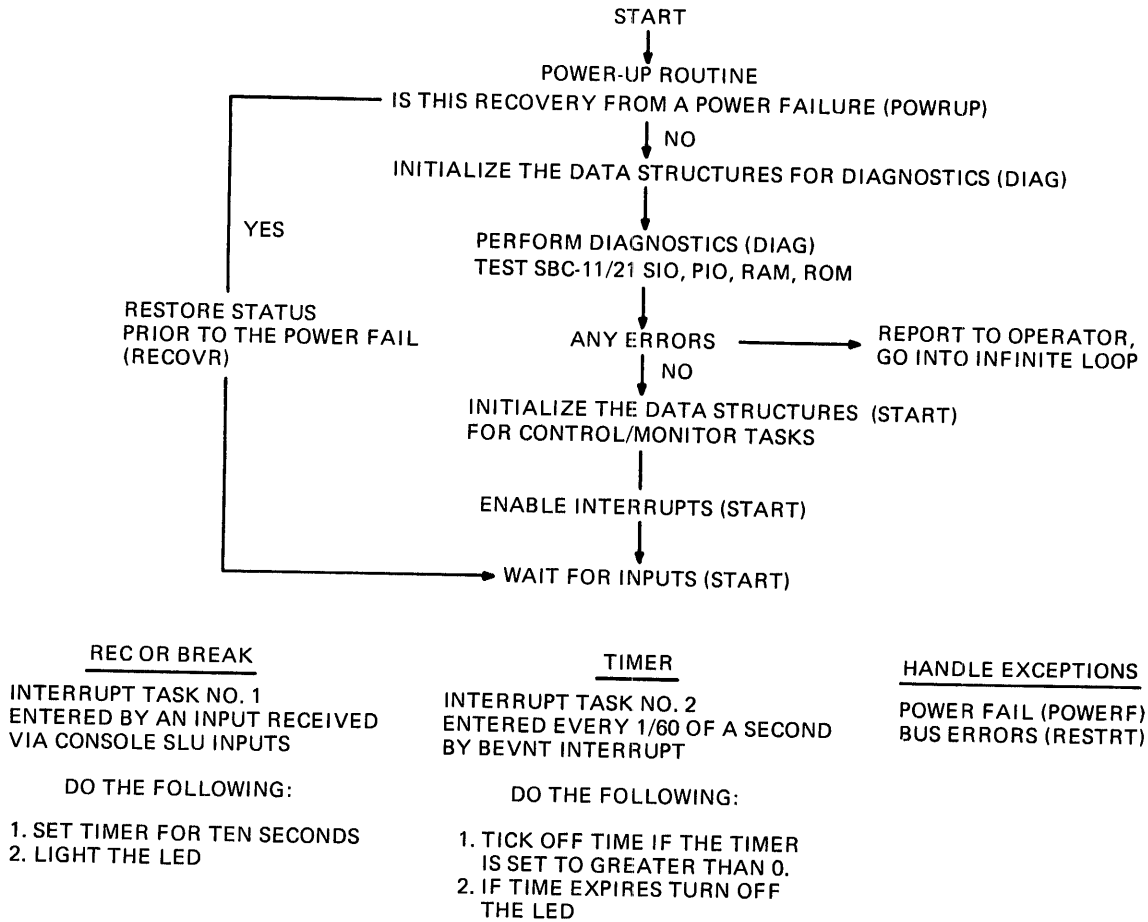 START
POWER-UP ROUTINE
IS THIS RECOVERY FROM A POWER FAILURE (POWRUP)
NO
INITIALIZE THE DATA STRUCTURES FOR DIAGNOSTICS (DIAG)
YES
PERFORM DIAGNOSTICS (DIAG)
TEST SBC-11/21 SIO, PIO, RAM, ROM
RESTORE STATUS
PRIOR TO THE POWER FAIL
(RECOVR)
ANY ERRORS
REPORT TO OPERATOR,
GO INTO INFINITE LOOP
NO
INITIALIZE THE DATA STRUCTURES (START)
FOR CONTROL/MONITOR TASKS
ENABLE INTERRUPTS (START)
WAIT FOR INPUTS (START)
REC OR BREAK
INTERRUPT TASK NO. 1
ENTERED BY AN INPUT RECEIVED
VIA CONSOLE SLU INPUTS
DO THE FOLLOWING:
1. SET TIMER FOR TEN SECONDS
2. LIGHT THE LED
TIMER
INTERRUPT TASK NO. 2
ENTERED EVERY 1/60 OF A SECOND
BY BEVNT INTERRUPT
DO THE FOLLOWING:
1. TICK OFF TIME IF THE TIMER
IS SET TO GREATER THAN 0.
2. IF TIME EXPIRES TURN OFF
THE LED
HANDLE EXCEPTIONS
POWER FAIL (POWERF)
BUS ERRORS (RESTRT)